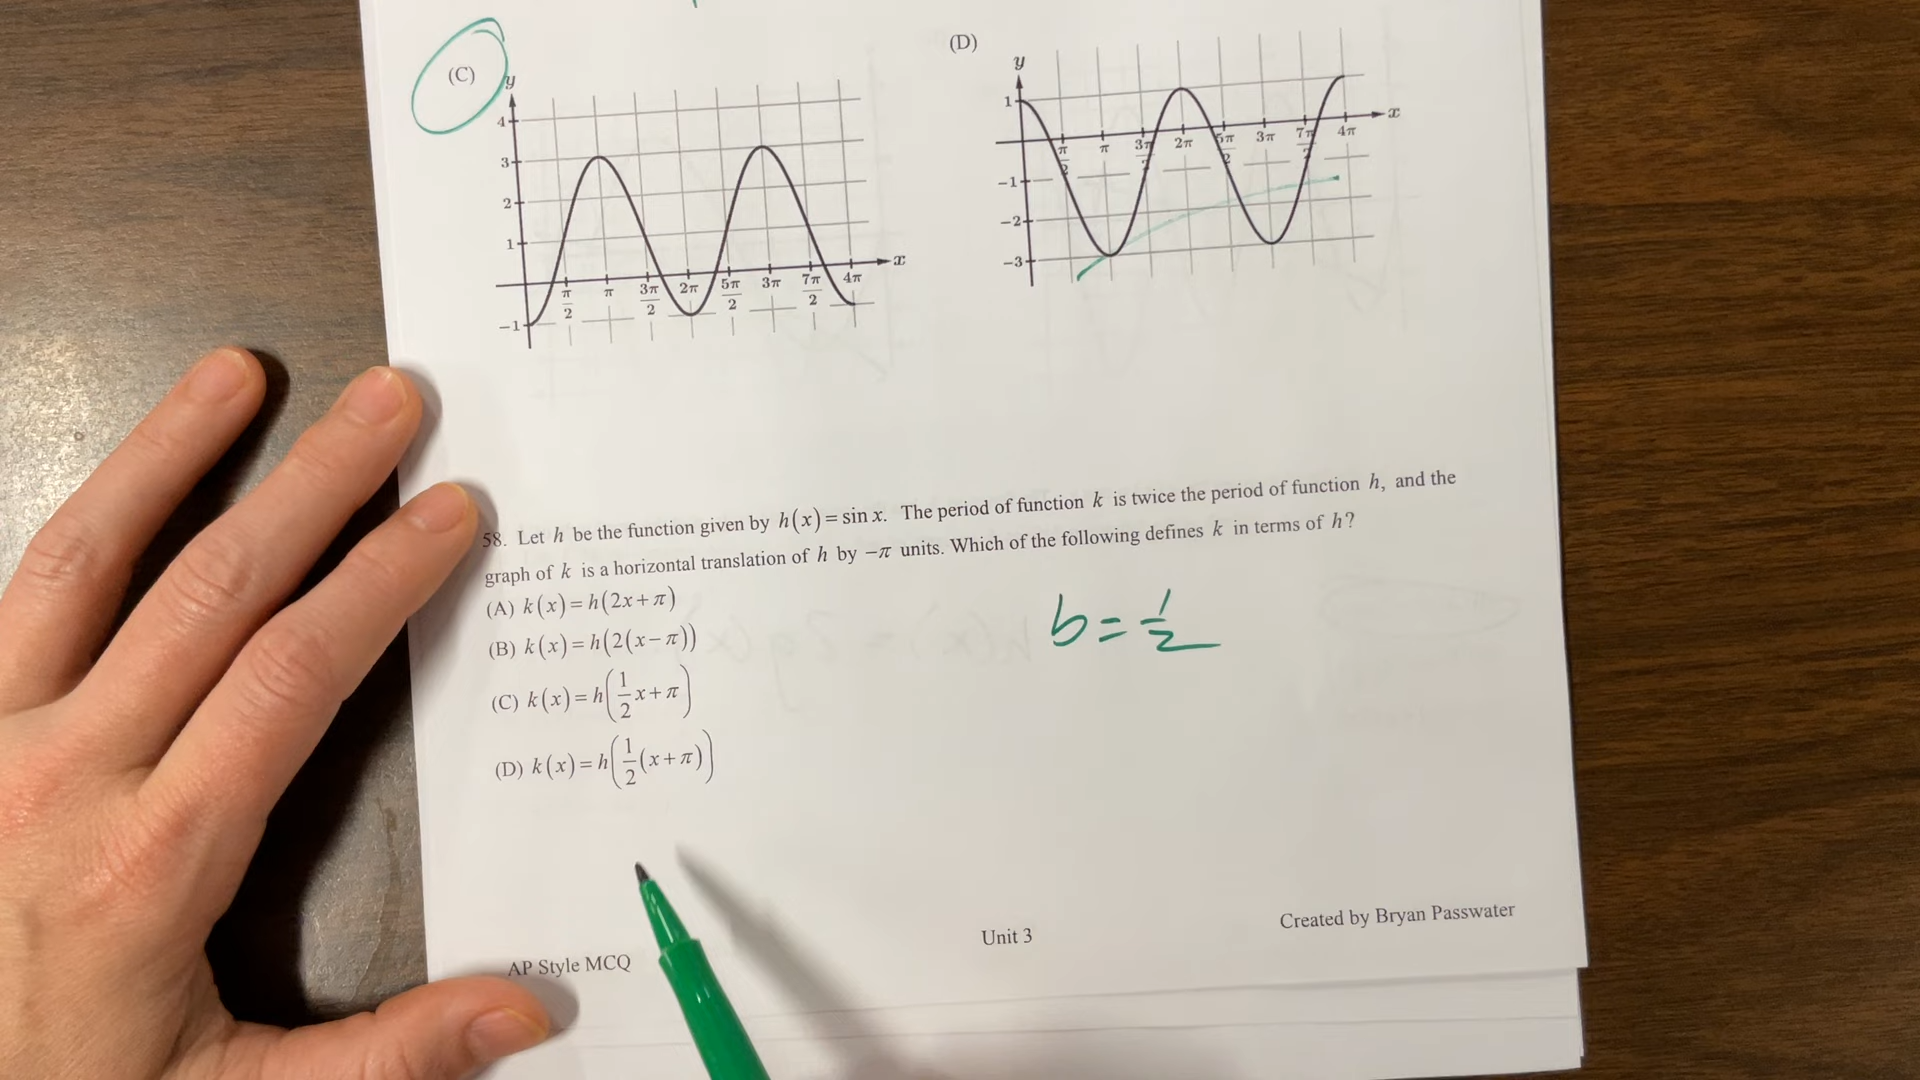 (C)
y
4
3
2
1
-1
π/2 π 3π/2 2π 5π/2 3π 7π/2 4π x
(D)
y
1
-1
-2
-3
π/2 π 3π/2 2π 5π/2 3π 7π/2 4π x
58. Let h be the function given by h(x) = sin x. The period of function k is twice the period of function h, and the
graph of k is a horizontal translation of h by −π units. Which of the following defines k in terms of h?
(A) k(x) = h(2x + π)
(B) k(x) = h(2(x − π))
(C) k(x) = h(1/2 x + π)
(D) k(x) = h(1/2 (x + π))
b = 1/2
AP Style MCQ
Unit 3
Created by Bryan Passwater